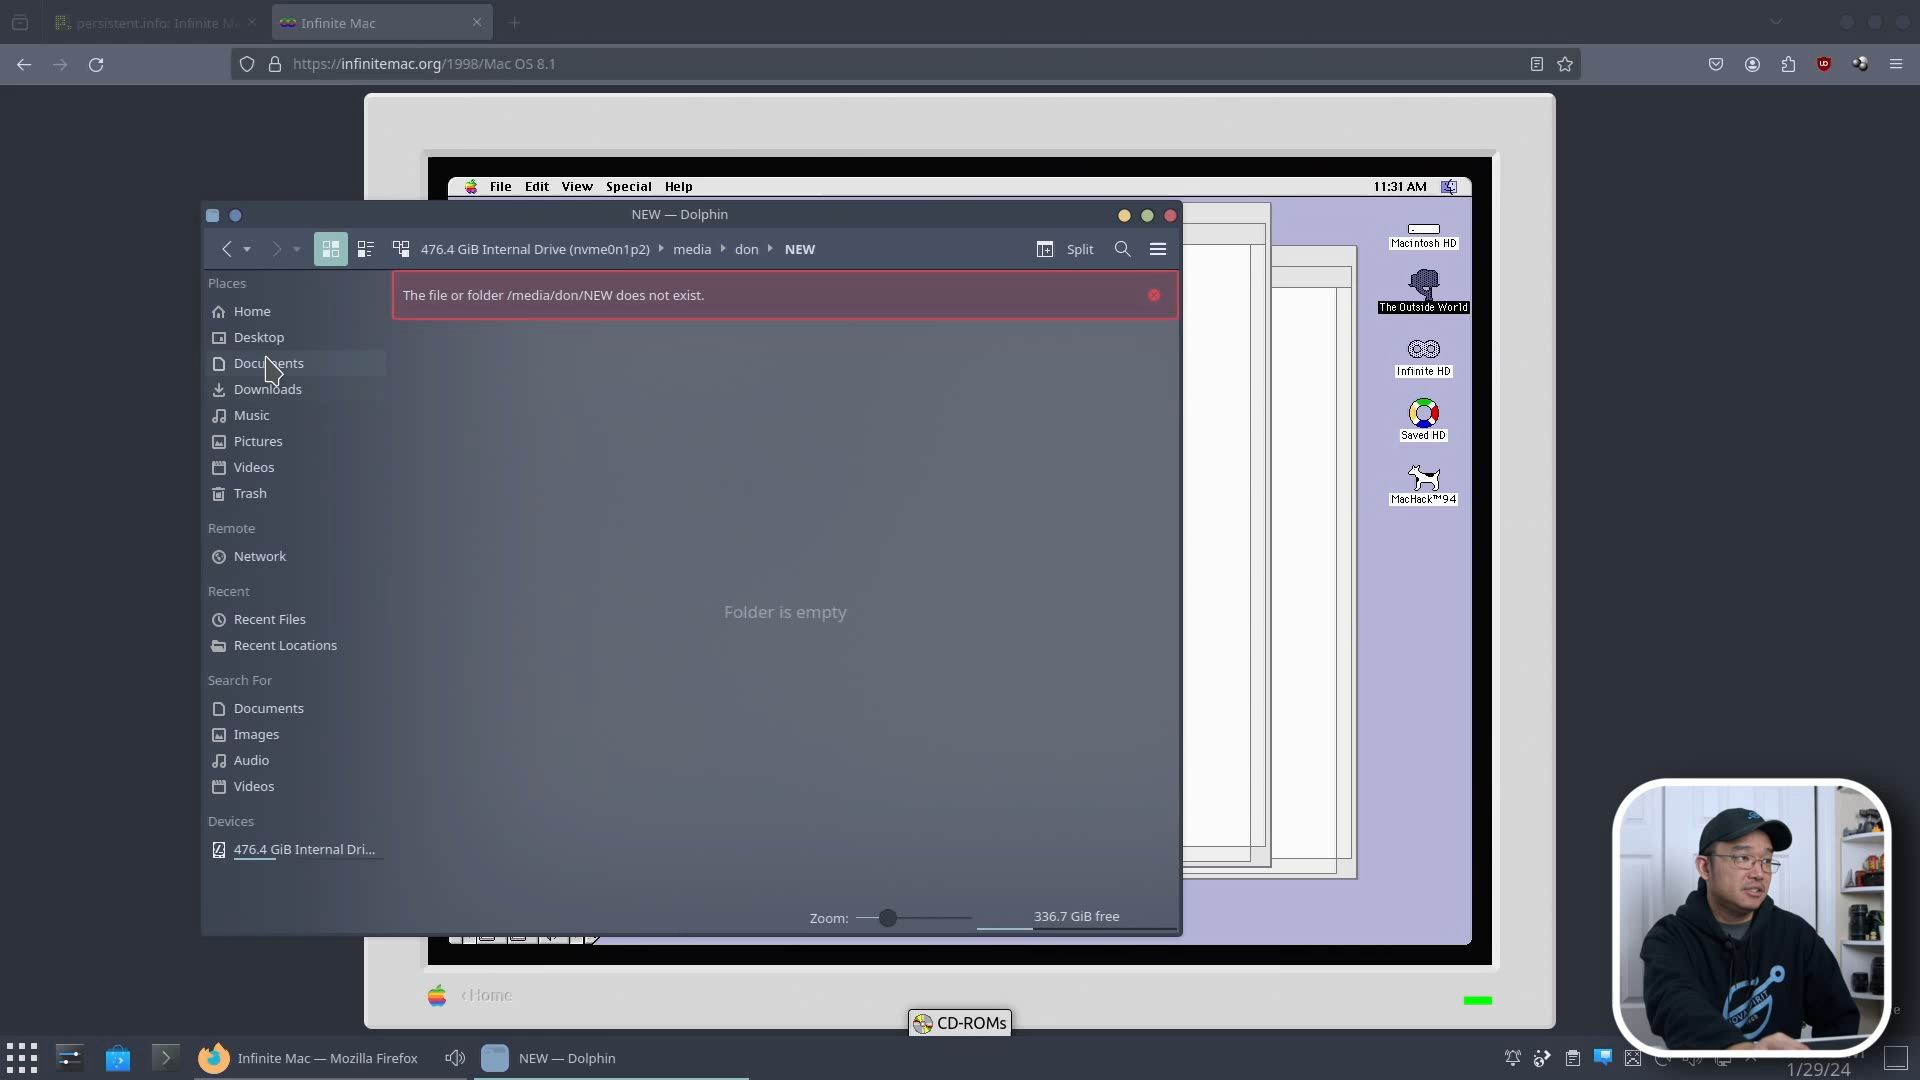 persistent.info: Infinite M
Infinite Mac
https://infinitemac.org/1998/Mac OS 8.1
File Edit View Special Help
11:31 AM
NEW — Dolphin
476.4 GiB Internal Drive (nvme0n1p2) media don NEW
Split
The file or folder /media/don/NEW does not exist.
Places
Home
Desktop
Documents
Downloads
Music
Pictures
Videos
Trash
Remote
Network
Recent
Recent Files
Recent Locations
Search For
Documents
Images
Audio
Videos
Devices
476.4 GiB Internal Dri...
Folder is empty
Zoom:
336.7 GiB free
Macintosh HD
The Outside World
Infinite HD
Saved HD
MacHack™94
‹Home
CD-ROMs
Infinite Mac — Mozilla Firefox
NEW — Dolphin
1/29/24